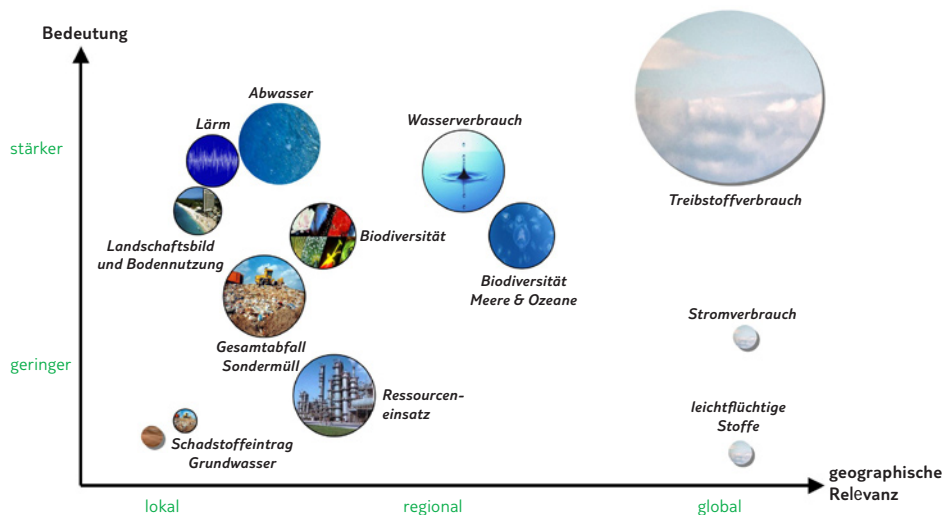 Bedeutung
Abwasser
Lärm
Wasserverbrauch
stärker
Treibstoffverbrauch
Landschaftsbild
und Bodennutzung
Biodiversität
Biodiversität
Meere & Ozeane
Stromverbrauch
Gesamtabfall
Sondermüll
geringer
Ressourcen-
einsatz
leichtflüchtige
Stoffe
Schadstoffeintrag
Grundwasser
geographische
Relevanz
lokal
regional
global